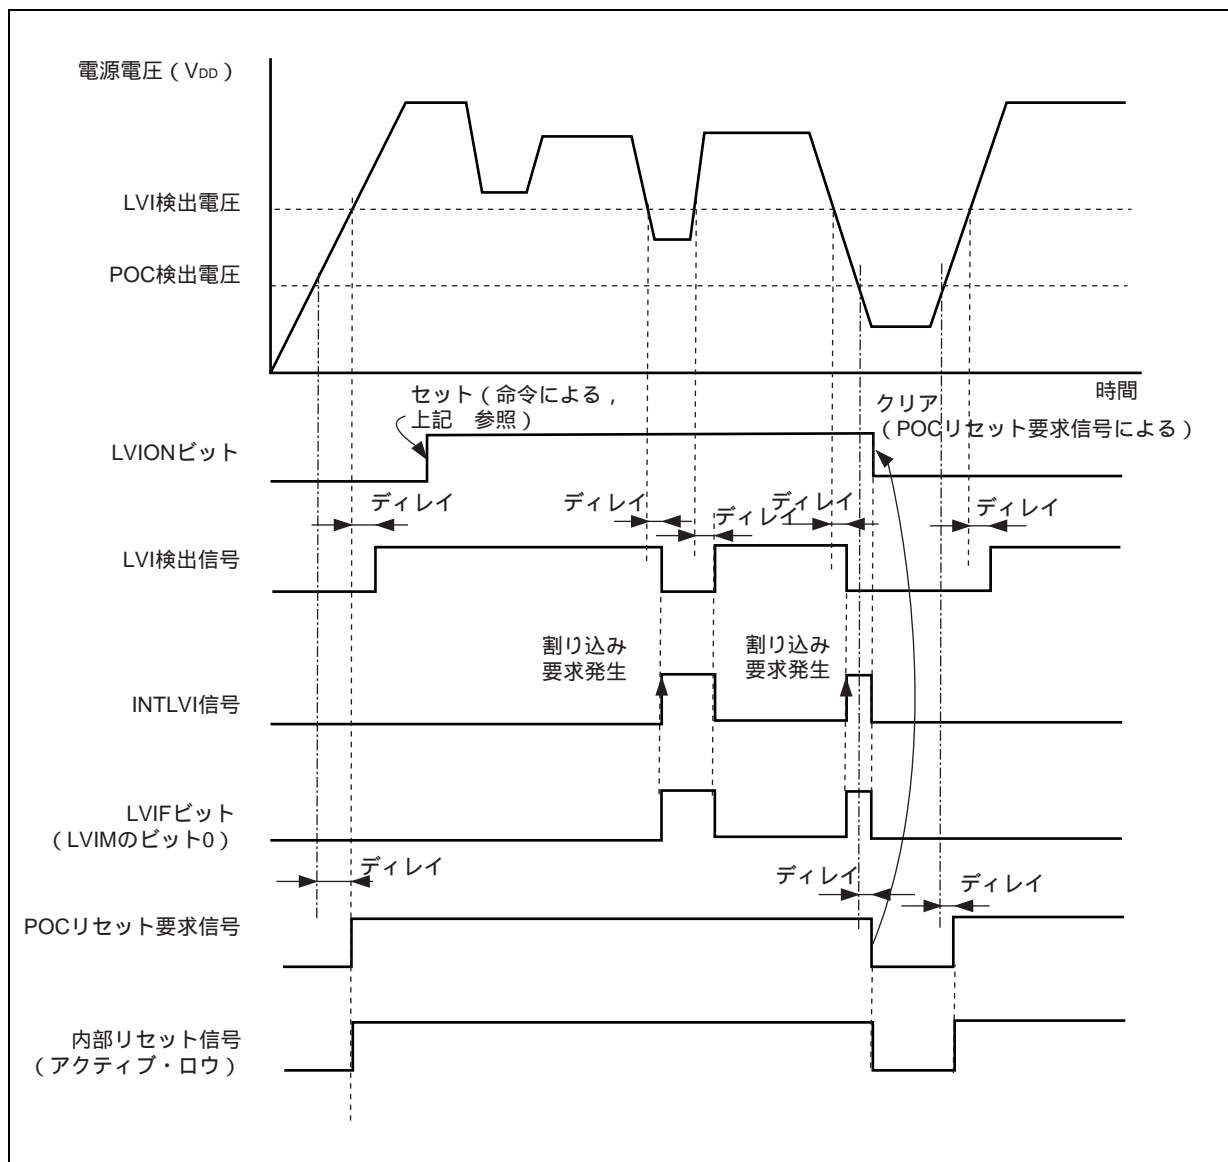 電源電圧（VDD）
LVI検出電圧
POC検出電圧
時間
セット（命令による，
上記　参照）
クリア
（POCリセット要求信号による）
LVIONビット
ディレイ
ディレイ
ディレイ
ディレイ
ディレイ
LVI検出信号
割り込み
要求発生
割り込み
要求発生
INTLVI信号
LVIFビット
（LVIMのビット0）
ディレイ
ディレイ
ディレイ
POCリセット要求信号
内部リセット信号
（アクティブ・ロウ）